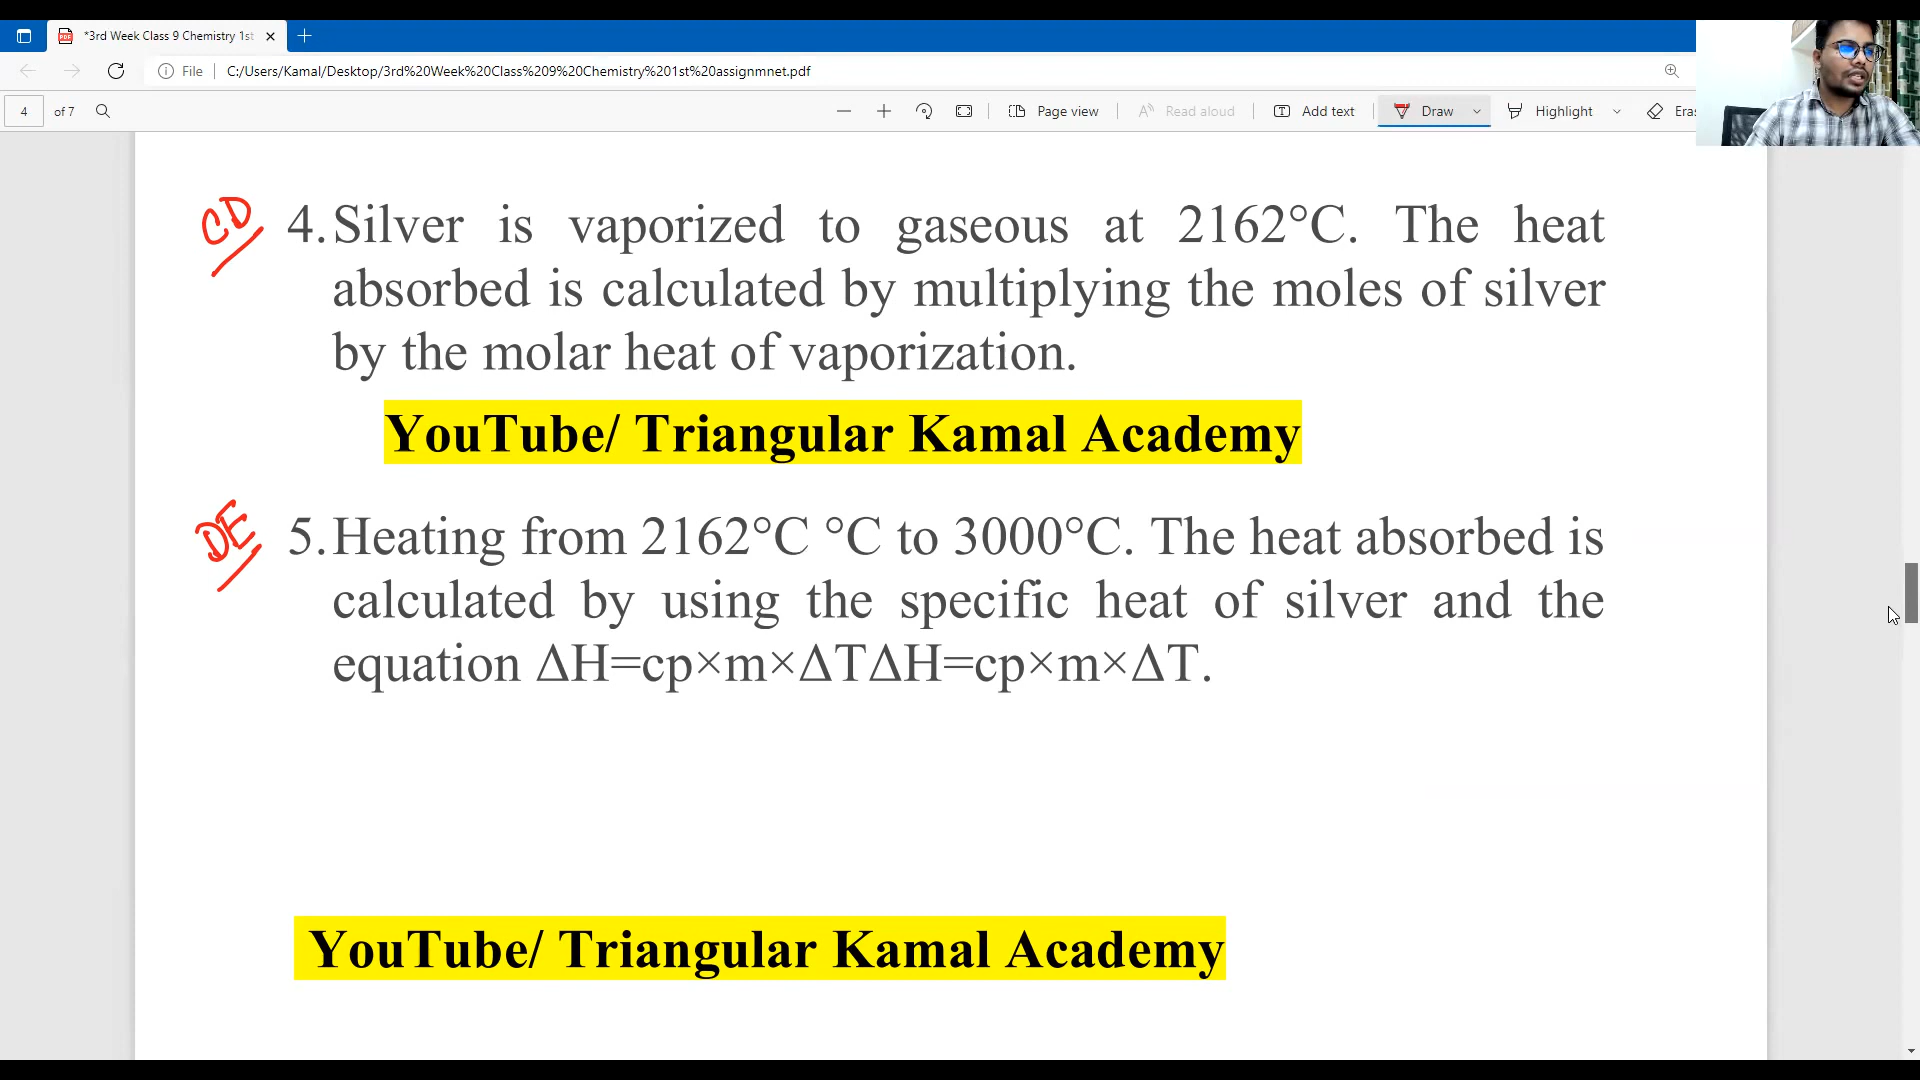 *3rd Week Class 9 Chemistry 1st
File
C:/Users/Kamal/Desktop/3rd%20Week%20Class%209%20Chemistry%201st%20assignmnet.pdf
4 of 7 Page view Read aloud Add text Draw Highlight Eras
CD 4. Silver is vaporized to gaseous at 2162°C. The heat
absorbed is calculated by multiplying the moles of silver
by the molar heat of vaporization.
YouTube/ Triangular Kamal Academy
DE 5. Heating from 2162°C °C to 3000°C. The heat absorbed is
calculated by using the specific heat of silver and the
equation ΔH=cp×m×ΔTΔH=cp×m×ΔT.
YouTube/ Triangular Kamal Academy